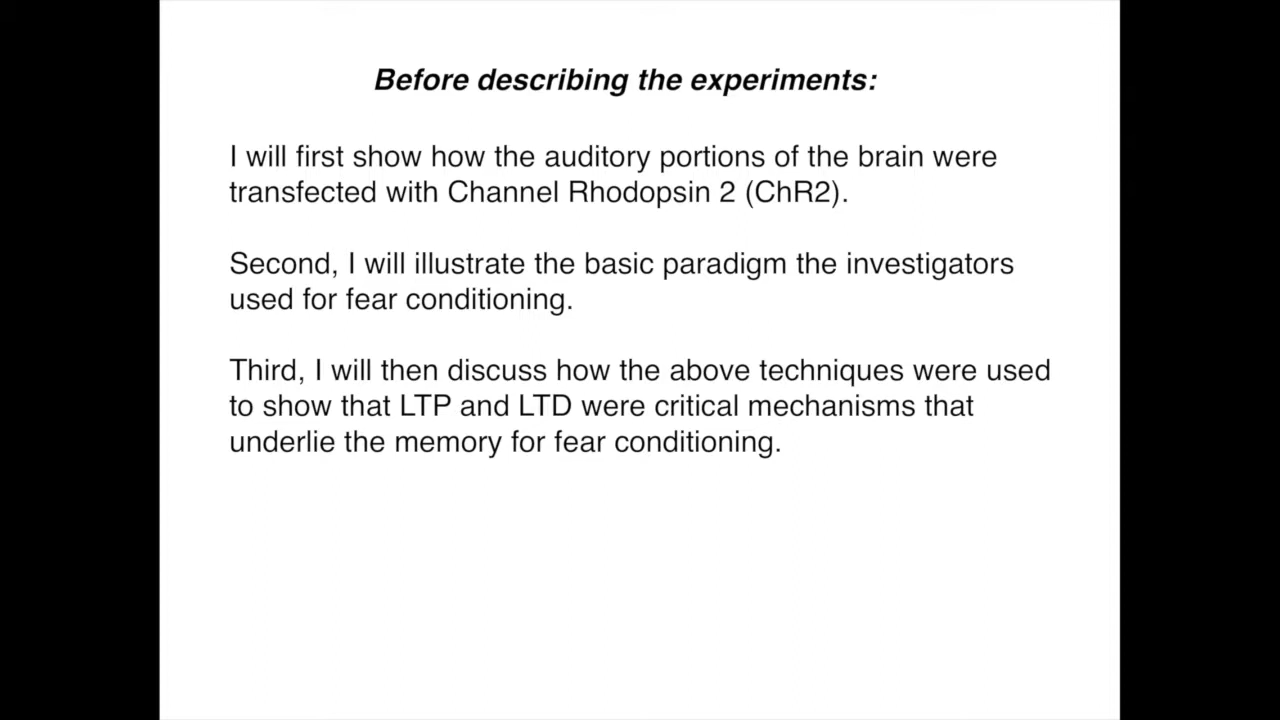 Before describing the experiments:
I will first show how the auditory portions of the brain were
transfected with Channel Rhodopsin 2 (ChR2).
Second, I will illustrate the basic paradigm the investigators
used for fear conditioning.
Third, I will then discuss how the above techniques were used
to show that LTP and LTD were critical mechanisms that
underlie the memory for fear conditioning.